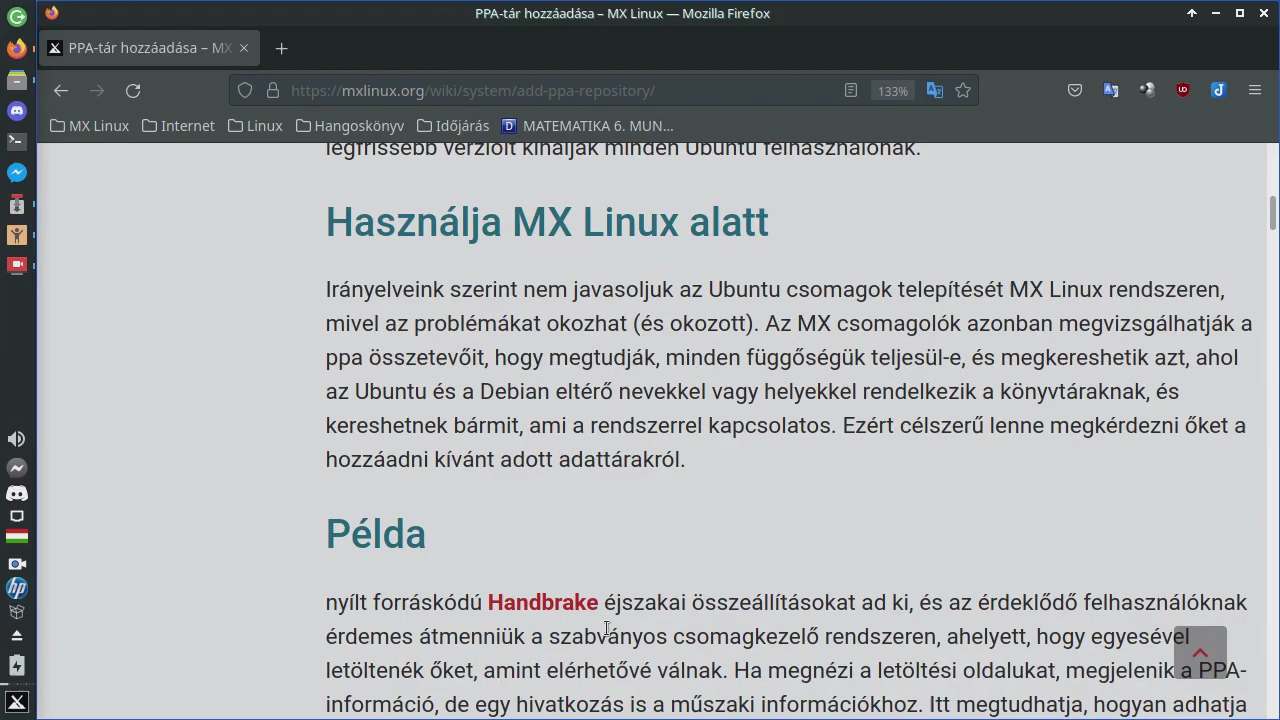 PPA-tár hozzáadása – MX Linux — Mozilla Firefox
PPA-tár hozzáadása – MX
https://mxlinux.org/wiki/system/add-ppa-repository/
133%
MX Linux Internet Linux Hangoskönyv Időjárás MATEMATIKA 6. MUN...
legfrissebb verzióit kínálják minden Ubuntu felhasználónak.
Használja MX Linux alatt
Irányelveink szerint nem javasoljuk az Ubuntu csomagok telepítését MX Linux rendszeren,
mivel az problémákat okozhat (és okozott). Az MX csomagolók azonban megvizsgálhatják a
ppa összetevőit, hogy megtudják, minden függőségük teljesül-e, és megkereshetik azt, ahol
az Ubuntu és a Debian eltérő nevekkel vagy helyekkel rendelkezik a könyvtáraknak, és
kereshetnek bármit, ami a rendszerrel kapcsolatos. Ezért célszerű lenne megkérdezni őket a
hozzáadni kívánt adott adattárakról.
Példa
nyílt forráskódú Handbrake éjszakai összeállításokat ad ki, és az érdeklődő felhasználóknak
érdemes átmenniük a szabványos csomagkezelő rendszeren, ahelyett, hogy egyesével
letöltenék őket, amint elérhetővé válnak. Ha megnézi a letöltési oldalukat, megjelenik a PPA-
információ, de egy hivatkozás is a műszaki információkhoz. Itt megtudhatja, hogyan adhatja